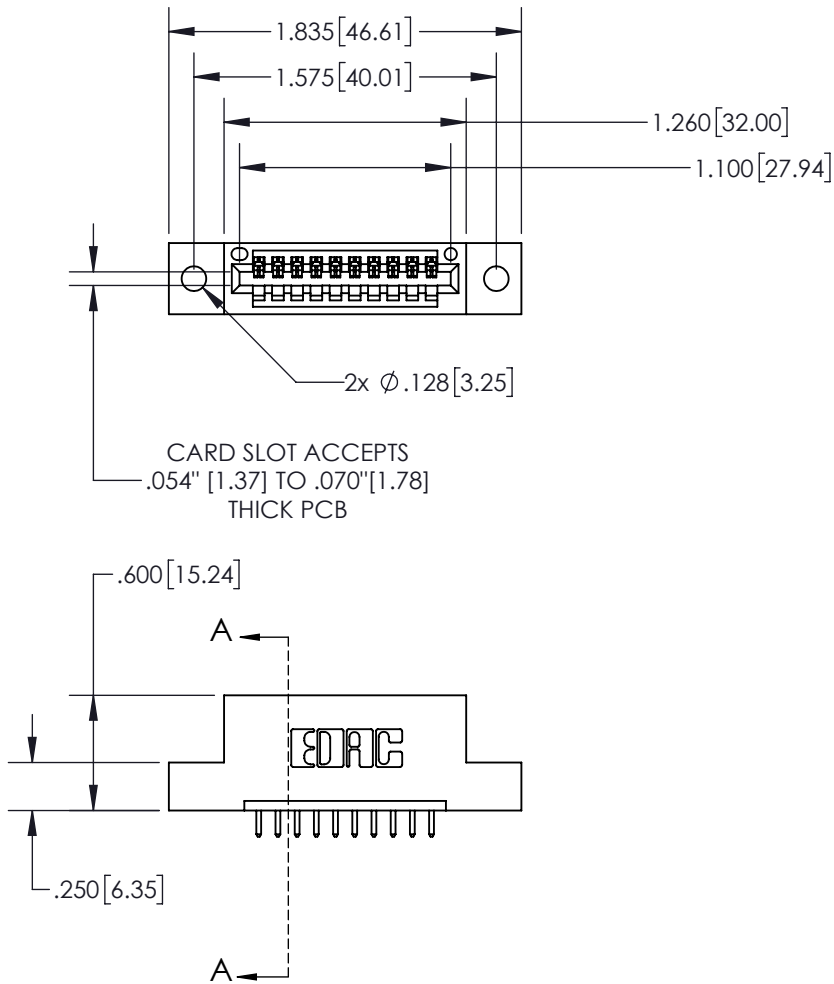 1.835[46.61]
1.575[40.01]
1.260[32.00]
1.100[27.94]
2x ∅.128[3.25]
CARD SLOT ACCEPTS
.054" [1.37] TO .070"[1.78]
THICK PCB
.600[15.24]
A
EDAC
.250[6.35]
A